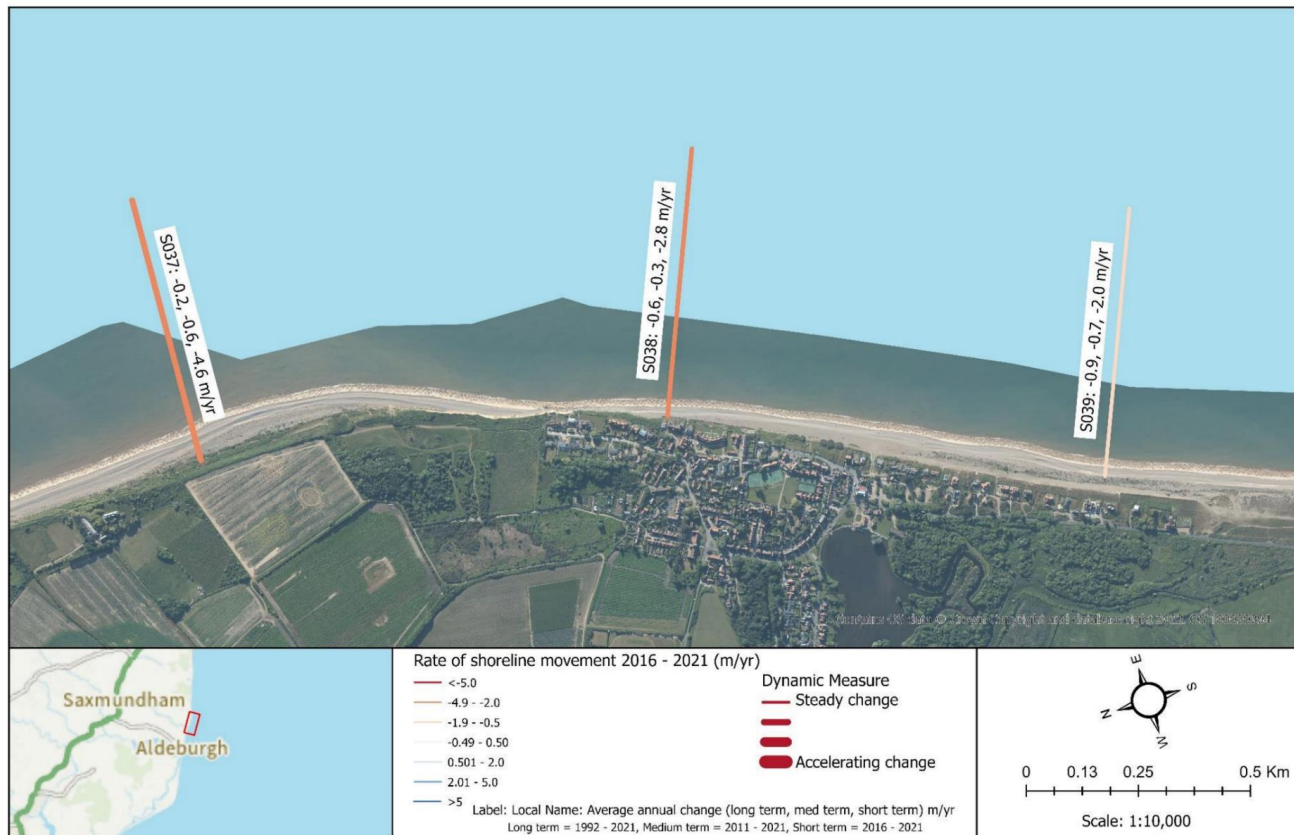 S037: -0.2, -0.6, -4.6 m/yr
S038: -0.6, -0.3, -2.8 m/yr
S039: -0.9, -0.7, -2.0 m/yr
Saxmundham
Aldeburgh
Rate of shoreline movement 2016 - 2021 (m/yr)
<-5.0
-4.9 - -2.0
-1.9 - -0.5
-0.49 - 0.50
0.501 - 2.0
2.01 - 5.0
>5
Dynamic Measure
Steady change
Accelerating change
Label: Local Name: Average annual change (long term, med term, short term) m/yr
Long term = 1992 - 2021, Medium term = 2011 - 2021, Short term = 2016 - 2021
E
N
S
W
0 0.13 0.25 0.5 Km
Scale: 1:10,000